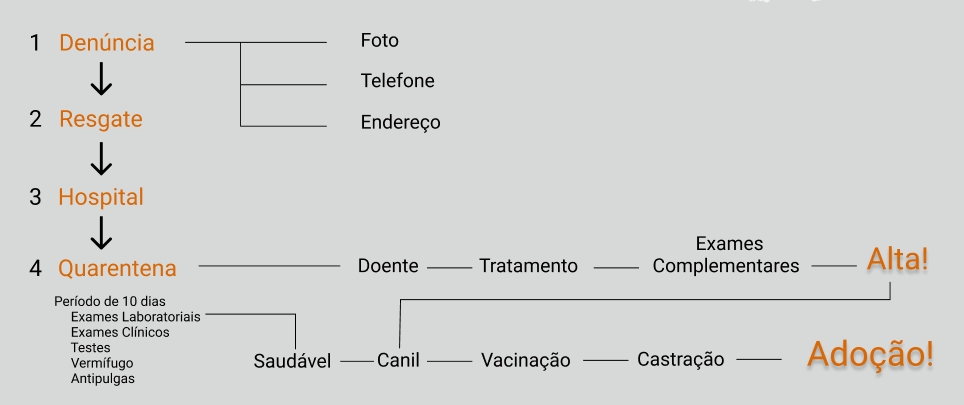 1 Denúncia
Foto
Telefone
Endereço
2 Resgate
3 Hospital
4 Quarentena
Doente
Tratamento
Exames
Complementares
Alta!
Período de 10 dias
Exames Laboratoriais
Exames Clínicos
Testes
Vermífugo
Antipulgas
Saudável
Canil
Vacinação
Castração
Adoção!